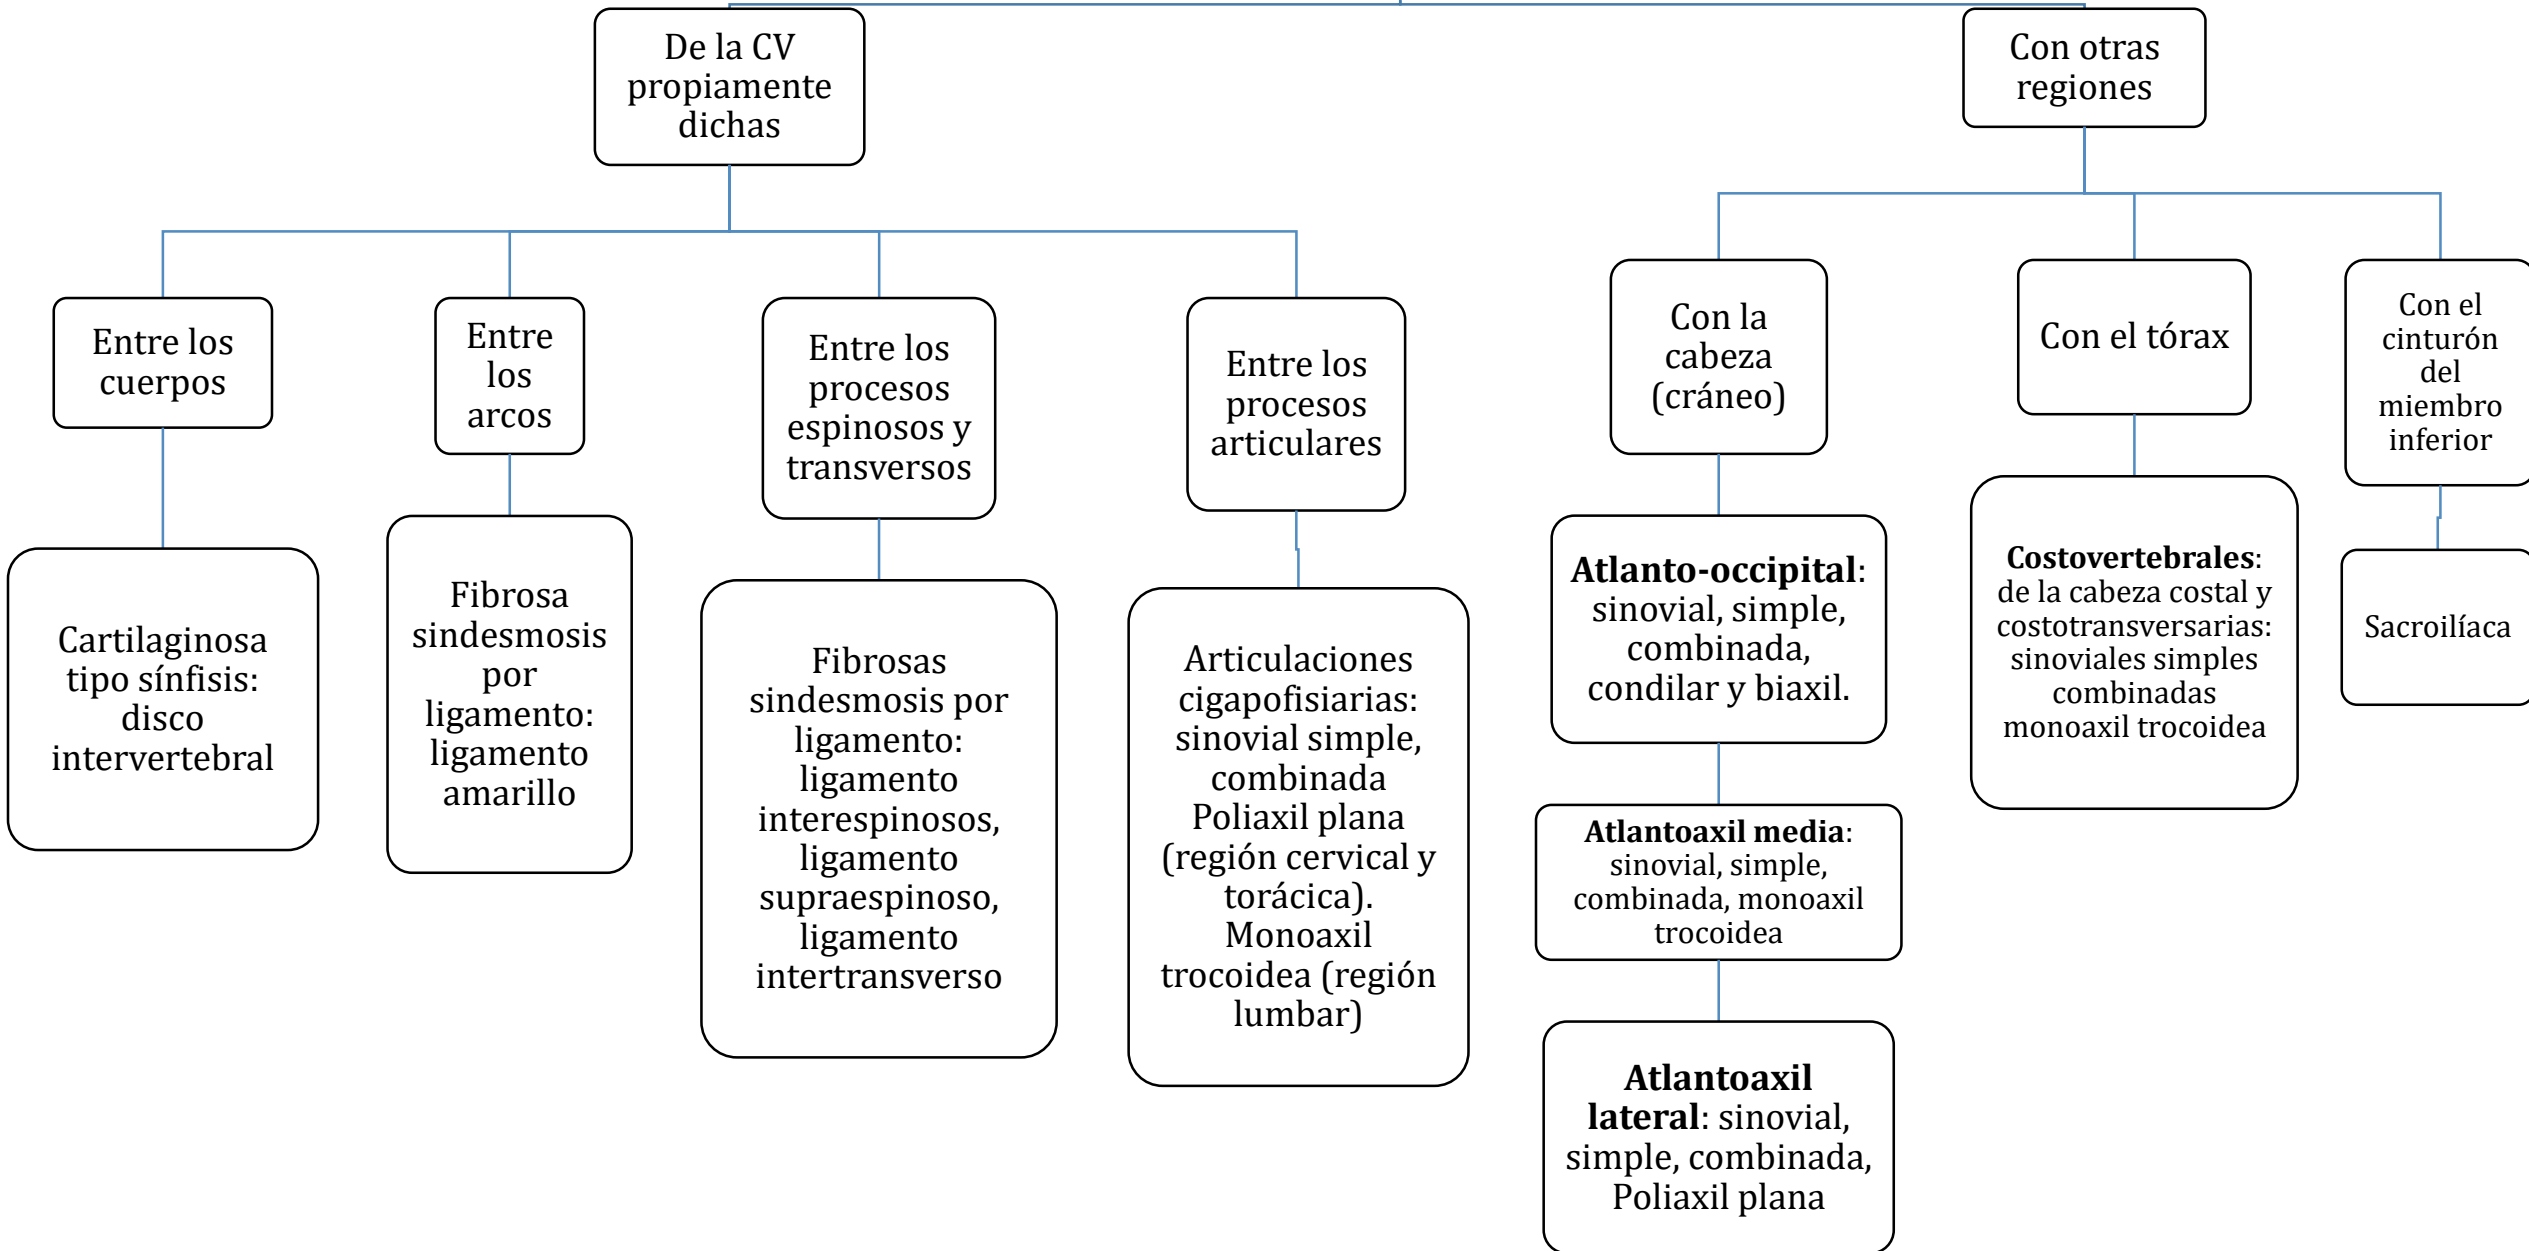 De la CV
propiamente
dichas
Con otras
regiones
Entre los
cuerpos
Entre
los
arcos
Entre los
procesos
espinosos y
transversos
Entre los
procesos
articulares
Con la
cabeza
(cráneo)
Con el tórax
Con el
cinturón
del
miembro
inferior
Cartilaginosa
tipo sínfisis:
disco
intervertebral
Fibrosa
sindesmosis
por
ligamento:
ligamento
amarillo
Fibrosas
sindesmosis por
ligamento:
ligamento
interespinosos,
ligamento
supraespinoso,
ligamento
intertransverso
Articulaciones
cigapofisiarias:
sinovial simple,
combinada
Poliaxil plana
(región cervical y
torácica).
Monoaxil
trocoidea (región
lumbar)
Atlanto-occipital:
sinovial, simple,
combinada,
condilar y biaxil.
Atlantoaxil media:
sinovial, simple,
combinada, monoaxil
trocoidea
Atlantoaxil
lateral: sinovial,
simple, combinada,
Poliaxil plana
Costovertebrales:
de la cabeza costal y
costotransversarias:
sinoviales simples
combinadas
monoaxil trocoidea
Sacroilíaca